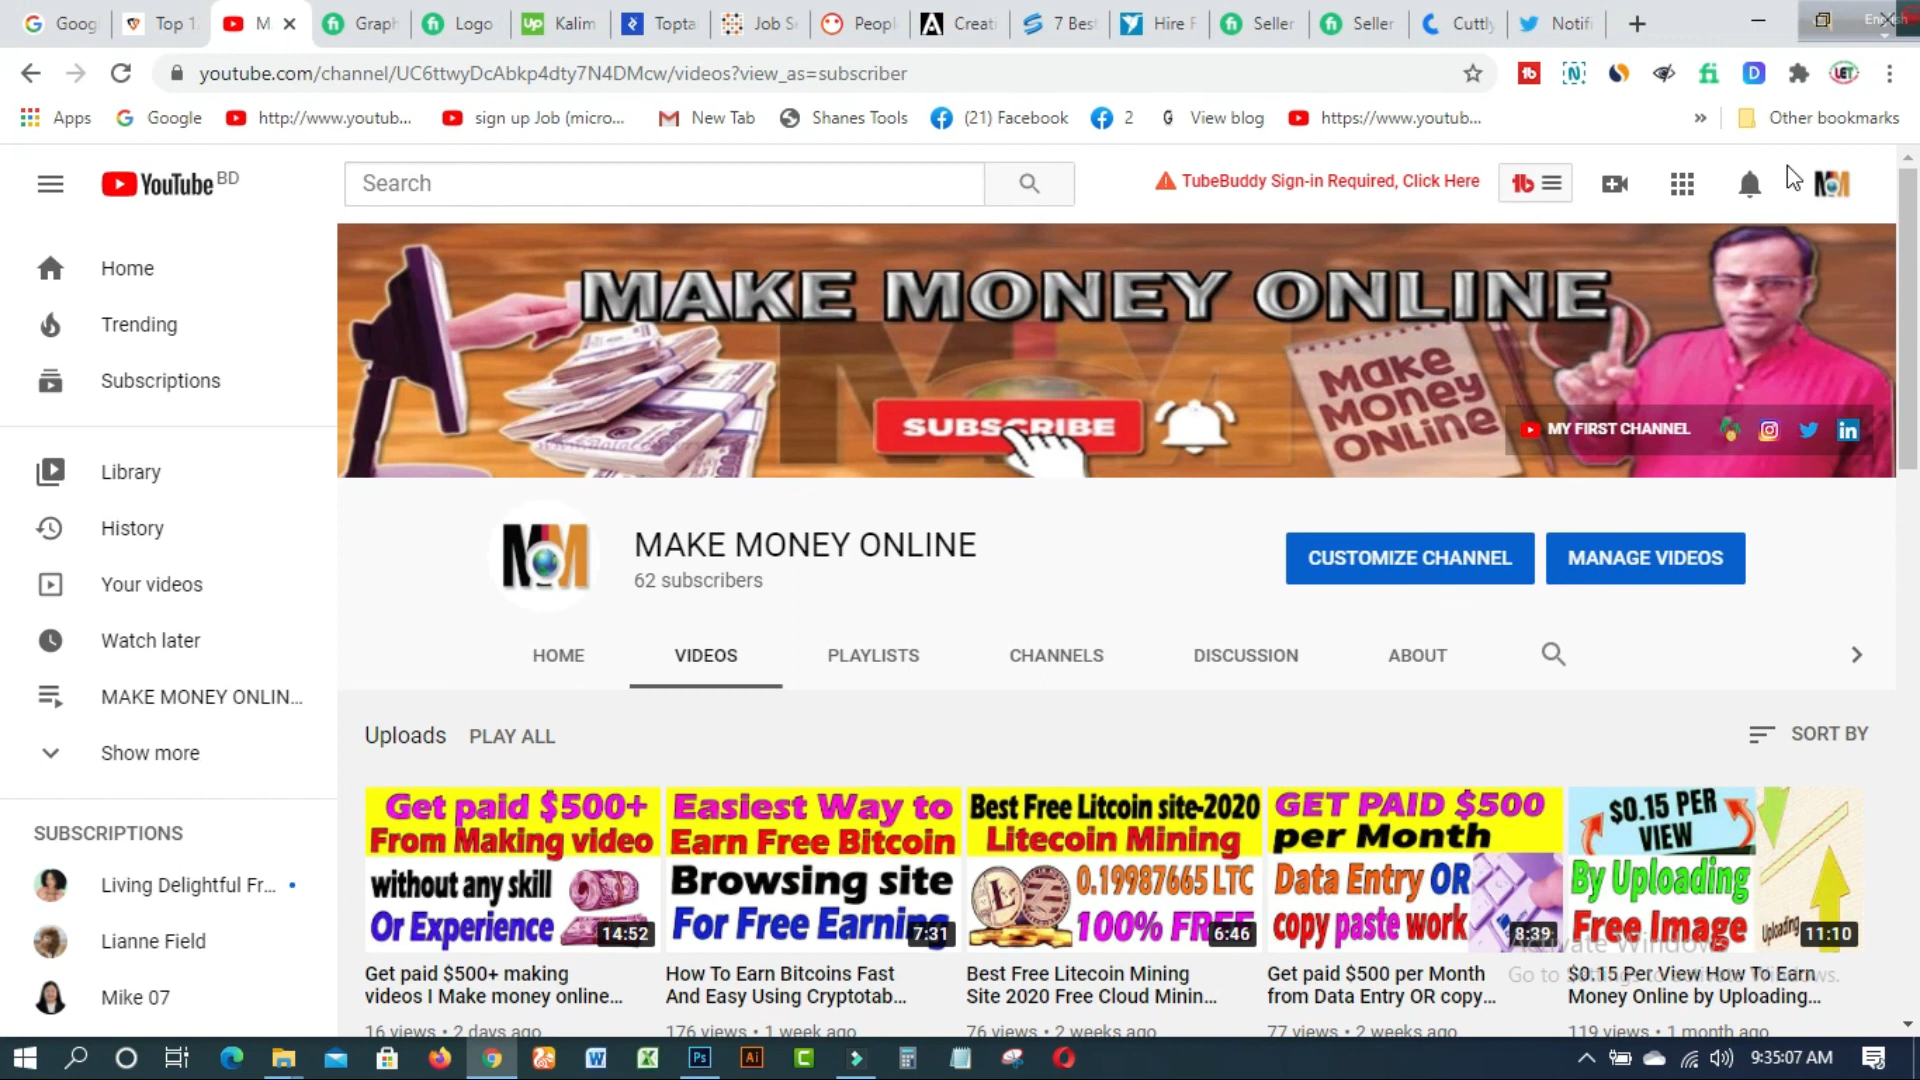 Goog
Top 1
M
Graph
Logo
Up
Kalim
Topta
Job S
Peopl
Creati
7 Bes
Hire F
Seller
Seller
Cuttly
Notifi
youtube.com/channel/UC6ttwyDcAbkp4dty7N4DMcw/videos?view_as=subscriber
Apps
Google
http://www.youtub...
sign up Job (micro...
New Tab
Shanes Tools
(21) Facebook
2
View blog
https://www.youtub...
Other bookmarks
YouTube BD
Search
TubeBuddy Sign-in Required, Click Here
Home
Trending
Subscriptions
Library
History
Your videos
Watch later
MAKE MONEY ONLIN...
Show more
SUBSCRIPTIONS
Living Delightful Fr...
Lianne Field
Mike 07
MAKE MONEY ONLINE
SUBSCRIBE
Make
Money
Online
MY FIRST CHANNEL
MAKE MONEY ONLINE
62 subscribers
CUSTOMIZE CHANNEL
MANAGE VIDEOS
HOME
VIDEOS
PLAYLISTS
CHANNELS
DISCUSSION
ABOUT
Uploads
PLAY ALL
SORT BY
Get paid $500+
From Making video
without any skill
Or Experience
14:52
Get paid $500+ making
videos I Make money online...
16 views • 2 days ago
Easiest Way to
Earn Free Bitcoin
Browsing site
For Free Earning
7:31
How To Earn Bitcoins Fast
And Easy Using Cryptotab...
176 views • 1 week ago
Best Free Litcoin site-2020
Litecoin Mining
0.19987665 LTC
100% FREE
6:46
Best Free Litecoin Mining
Site 2020 Free Cloud Minin...
76 views • 2 weeks ago
GET PAID $500
per Month
Data Entry OR
copy paste work
8:39
Get paid $500 per Month
from Data Entry OR copy...
77 views • 2 weeks ago
$0.15 PER
VIEW
By Uploading
Free Image
Uploading
11:10
$0.15 Per View How To Earn
Money Online by Uploading...
119 views • 1 month ago
Activate Windows
Go to Settings to activate Windows.
9:35:07 AM